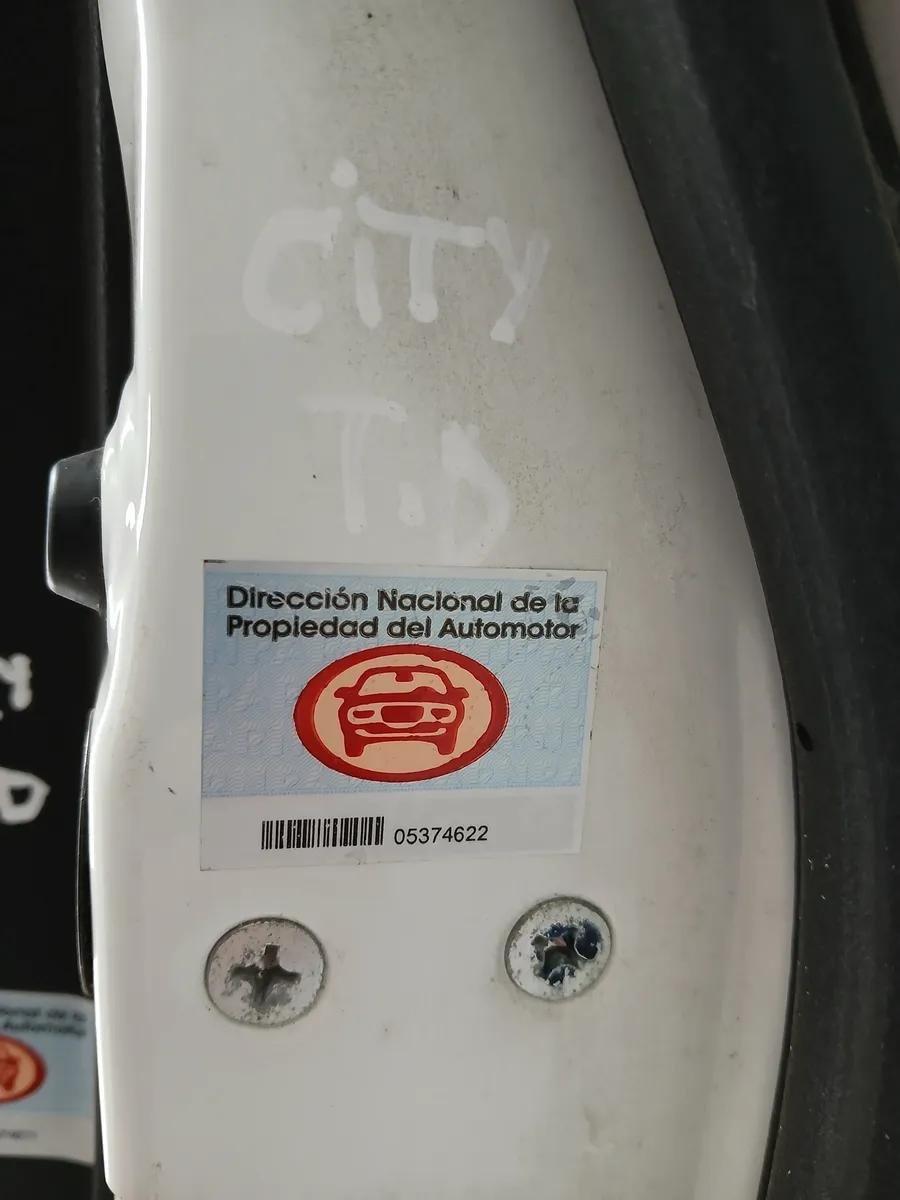 CiTY
T.D
Dirección Nacional de la
Propiedad del Automotor
05374622